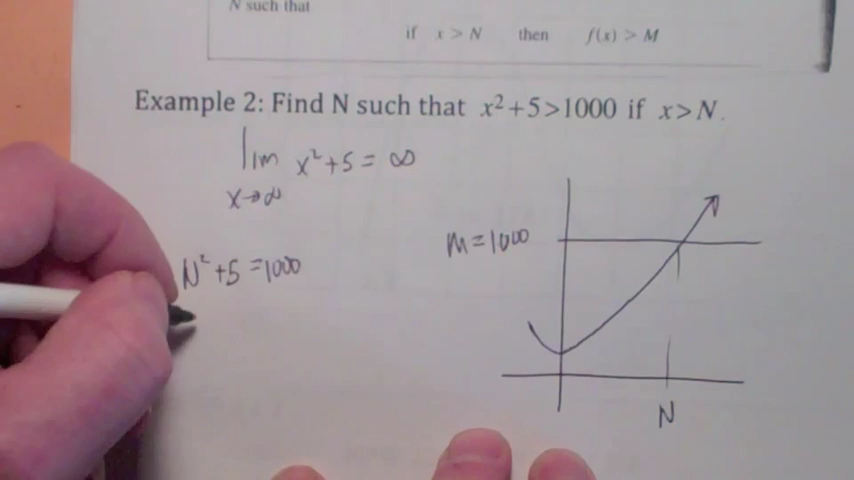 N such that
if x > N then f(x) > M
Example 2: Find N such that x²+5>1000 if x>N.
lim x²+5 = ∞
x→∞
M=1000
N²+5=1000
N